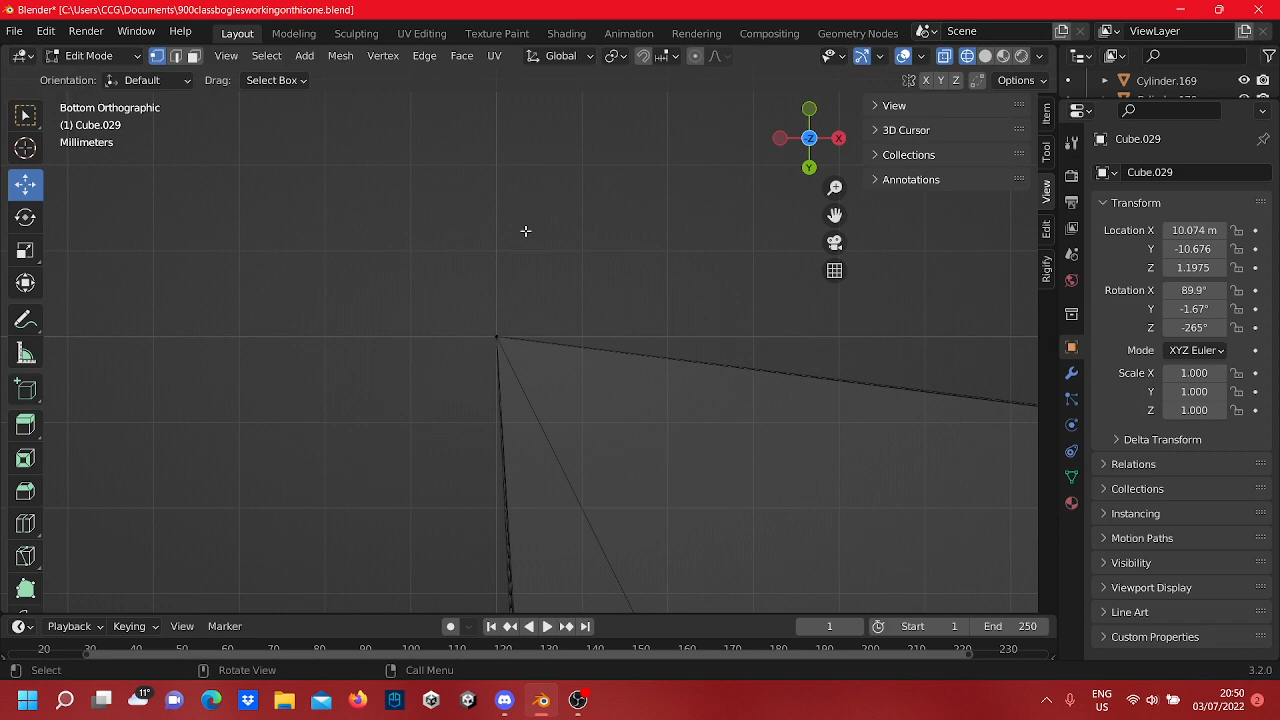 Blender* [C:\Users\CCG\Documents\900classbogiesworkingonthisone.blend]
File Edit Render Window Help Layout Modeling Sculpting UV Editing Texture Paint Shading Animation Rendering Compositing Geometry Nodes Scene ViewLayer
Edit Mode View Select Add Mesh Vertex Edge Face UV Global
Orientation: Default Drag: Select Box X Y Z Options
Cylinder.169
Bottom Orthographic
(1) Cube.029
Millimeters
-Z X Y
View
3D Cursor
Collections
Annotations
Item
Tool
View
Edit
Rigify
Cube.029
Cube.029
Transform
Location X 10.074 m
Y -10.676
Z 1.1975
Rotation X 89.9°
Y -1.67°
Z -265°
Mode XYZ Euler
Scale X 1.000
Y 1.000
Z 1.000
Delta Transform
Relations
Collections
Instancing
Motion Paths
Visibility
Viewport Display
Line Art
Custom Properties
Playback Keying View Marker 1 Start 1 End 250
20 30 40 50 60 70 80 90 100 110 120 130 140 150 160 170 180 190 200 210 220 230
Select Rotate View Call Menu 3.2.0
11° ENG US 20:50 03/07/2022 2